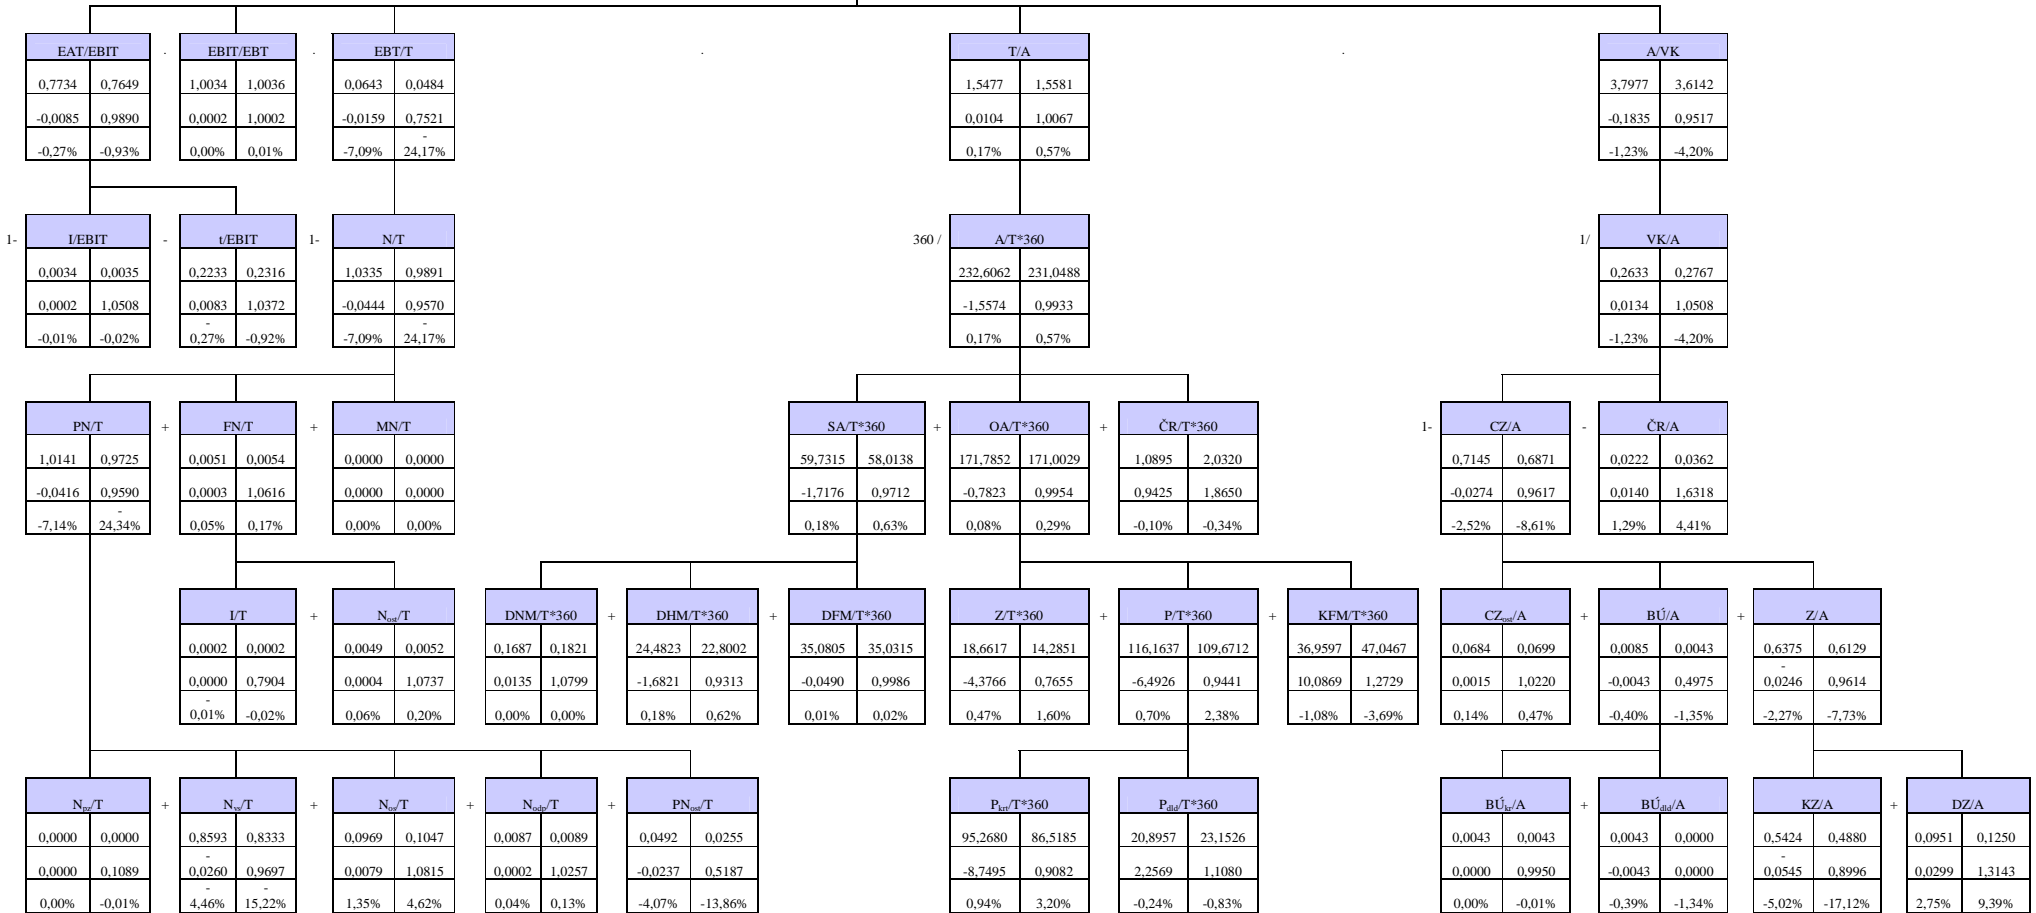 EAT/EBIT . EBIT/EBT . EBT/T . T/A . A/VK
0,7734 0,7649 1,0034 1,0036 0,0643 0,0484 1,5477 1,5581 3,7977 3,6142
-0,0085 0,9890 0,0002 1,0002 -0,0159 0,7521 0,0104 1,0067 -0,1835 0,9517
-0,27% -0,93% 0,00% 0,01% -7,09% -24,17% 0,17% 0,57% -1,23% -4,20%
1- I/EBIT - t/EBIT 1- N/T 360 / A/T*360 1/ VK/A
0,0034 0,0035 0,2233 0,2316 1,0335 0,9891 232,6062 231,0488 0,2633 0,2767
0,0002 1,0508 0,0083 1,0372 -0,0444 0,9570 -1,5574 0,9933 0,0134 1,0508
-0,01% -0,02% -0,27% -0,92% -7,09% -24,17% 0,17% 0,57% -1,23% -4,20%
PN/T + FN/T + MN/T SA/T*360 + OA/T*360 + ČR/T*360 1- CZ/A - ČR/A
1,0141 0,9725 0,0051 0,0054 0,0000 0,0000 59,7315 58,0138 171,7852 171,0029 1,0895 2,0320 0,7145 0,6871 0,0222 0,0362
-0,0416 0,9590 0,0003 1,0616 0,0000 0,0000 -1,7176 0,9712 -0,7823 0,9954 0,9425 1,8650 -0,0274 0,9617 0,0140 1,6318
-7,14% -24,34% 0,05% 0,17% 0,00% 0,00% 0,18% 0,63% 0,08% 0,29% -0,10% -0,34% -2,52% -8,61% 1,29% 4,41%
I/T + Nost/T DNM/T*360 + DHM/T*360 + DFM/T*360 Z/T*360 + P/T*360 + KFM/T*360 CZost/A + BÚ/A + Z/A
0,0002 0,0002 0,0049 0,0052 0,1687 0,1821 24,4823 22,8002 35,0805 35,0315 18,6617 14,2851 116,1637 109,6712 36,9597 47,0467 0,0684 0,0699 0,0085 0,0043 0,6375 0,6129
0,0000 0,7904 0,0004 1,0737 0,0135 1,0799 -1,6821 0,9313 -0,0490 0,9986 -4,3766 0,7655 -6,4926 0,9441 10,0869 1,2729 0,0015 1,0220 -0,0043 0,4975 -0,0246 0,9614
-0,01% -0,02% 0,06% 0,20% 0,00% 0,00% 0,18% 0,62% 0,01% 0,02% 0,47% 1,60% 0,70% 2,38% -1,08% -3,69% 0,14% 0,47% -0,40% -1,35% -2,27% -7,73%
Npz/T + Nvs/T + Nos/T + Nodp/T + PNost/T Pkrt/T*360 Pdld/T*360 BÚkr/A + BÚdld/A KZ/A + DZ/A
0,0000 0,0000 0,8593 0,8333 0,0969 0,1047 0,0087 0,0089 0,0492 0,0255 95,2680 86,5185 20,8957 23,1526 0,0043 0,0043 0,0043 0,0000 0,5424 0,4880 0,0951 0,1250
0,0000 0,1089 -0,0260 0,9697 0,0079 1,0815 0,0002 1,0257 -0,0237 0,5187 -8,7495 0,9082 2,2569 1,1080 0,0000 0,9950 -0,0043 0,0000 -0,0545 0,8996 0,0299 1,3143
0,00% -0,01% -4,46% -15,22% 1,35% 4,62% 0,04% 0,13% -4,07% -13,86% 0,94% 3,20% -0,24% -0,83% 0,00% -0,01% -0,39% -1,34% -5,02% -17,12% 2,75% 9,39%